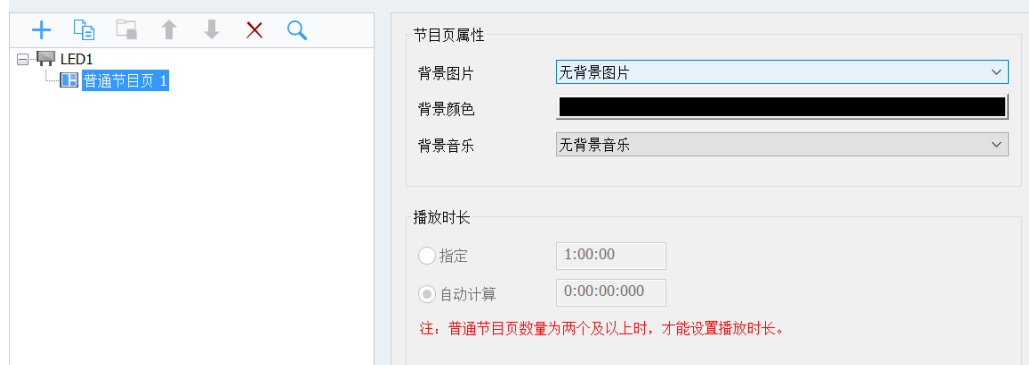 LED1
普通节目页 1
节目页属性
背景图片 无背景图片
背景颜色
背景音乐 无背景音乐
播放时长
指定 1:00:00
自动计算 0:00:00:000
注：普通节目页数量为两个及以上时，才能设置播放时长。